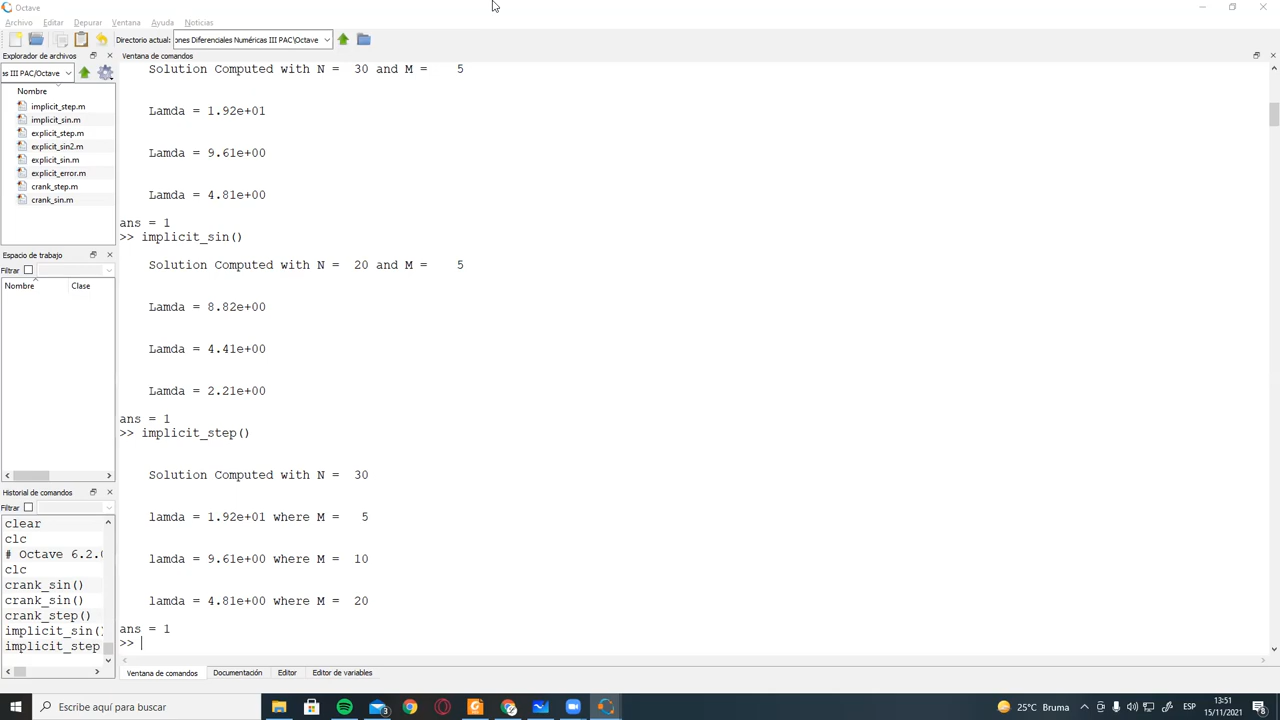 Octave
Archivo Editar Depurar Ventana Ayuda Noticias
Directorio actual: ones Diferenciales Numéricas III PAC\Octave
Explorador de archivos
as III PAC/Octave
Nombre
implicit_step.m
implicit_sin.m
explicit_step.m
explicit_sin2.m
explicit_sin.m
explicit_error.m
crank_step.m
crank_sin.m
Espacio de trabajo
Filtrar
Nombre Clase
Historial de comandos
Filtrar
clear
clc
# Octave 6.2.0
clc
crank_sin()
crank_sin()
crank_step()
implicit_sin()
implicit_step
Ventana de comandos
Solution Computed with N = 30 and M = 5
Lamda = 1.92e+01
Lamda = 9.61e+00
Lamda = 4.81e+00
ans = 1
>> implicit_sin()
Solution Computed with N = 20 and M = 5
Lamda = 8.82e+00
Lamda = 4.41e+00
Lamda = 2.21e+00
ans = 1
>> implicit_step()
Solution Computed with N = 30
lamda = 1.92e+01 where M = 5
lamda = 9.61e+00 where M = 10
lamda = 4.81e+00 where M = 20
ans = 1
>>
Ventana de comandos Documentación Editor Editor de variables
Escribe aquí para buscar
3
25°C Bruma
ESP
13:51
15/11/2021
8